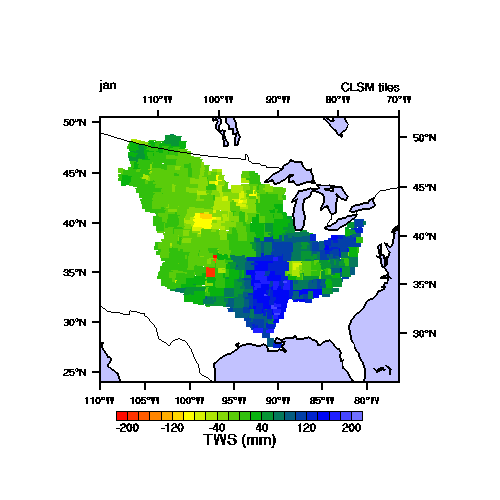 jan CLSM tiles
110°W 100°W 90°W 80°W 70°W
50°N 50°N
45°N 45°N
40°N 40°N
35°N 35°N
30°N 30°N
25°N
110°W 105°W 100°W 95°W 90°W 85°W 80°W
-200 -120 -40 40 120 200
TWS (mm)